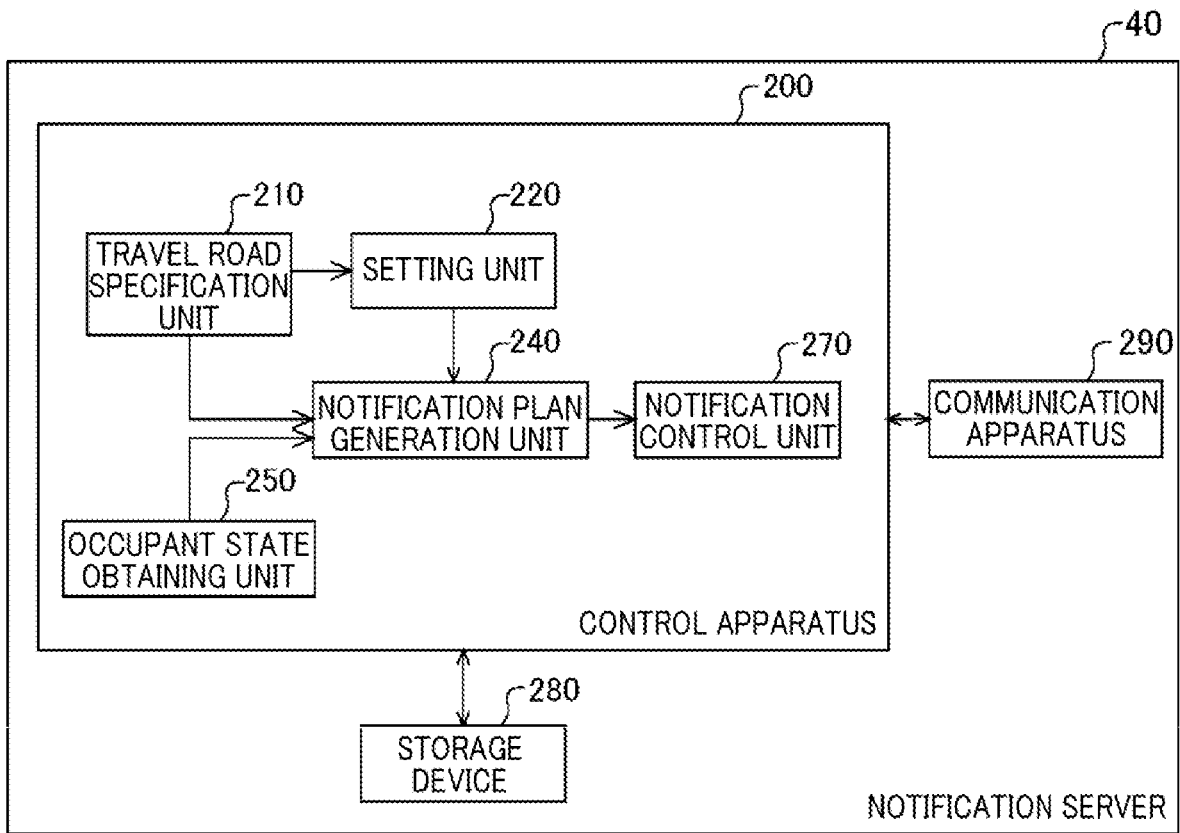 40
200
210
220
TRAVEL ROAD
SPECIFICATION
UNIT
SETTING UNIT
240
270
290
NOTIFICATION PLAN
GENERATION UNIT
NOTIFICATION
CONTROL UNIT
COMMUNICATION
APPARATUS
250
OCCUPANT STATE
OBTAINING UNIT
CONTROL APPARATUS
280
STORAGE
DEVICE
NOTIFICATION SERVER